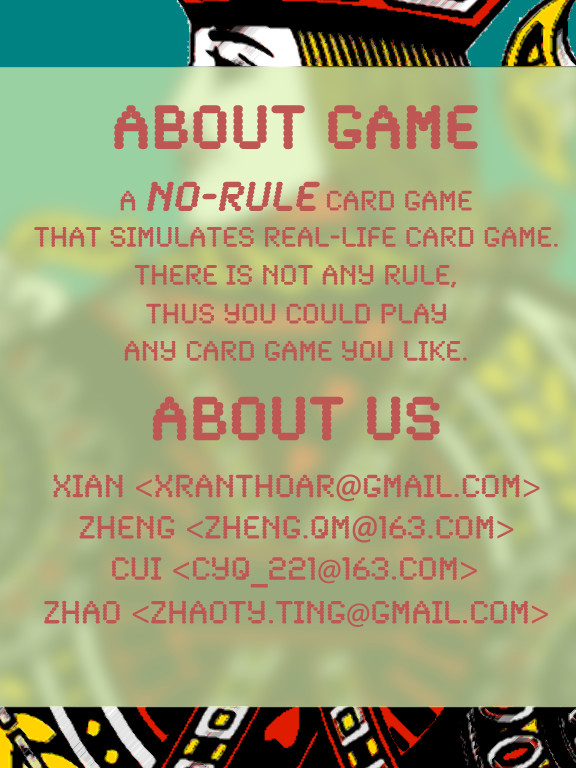 ABOUT GAME
A NO-RULE CARD GAME
THAT SIMULATES REAL-LIFE CARD GAME.
THERE IS NOT ANY RULE,
THUS YOU COULD PLAY
ANY CARD GAME YOU LIKE.
ABOUT US
XIAN <XRANTHOAR@GMAIL.COM>
ZHENG <ZHENG.QM@163.COM>
CUI <CYQ_221@163.COM>
ZHAO <ZHAOTY.TING@GMAIL.COM>